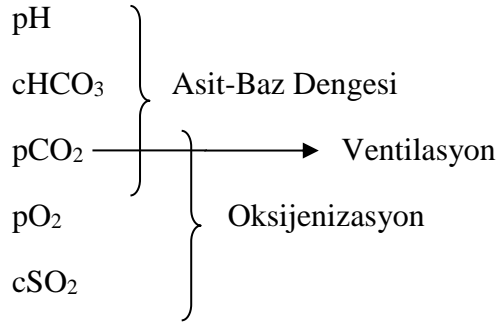 pH
cHCO₃ Asit-Baz Dengesi
pCO₂ Ventilasyon
pO₂ Oksijenizasyon
cSO₂